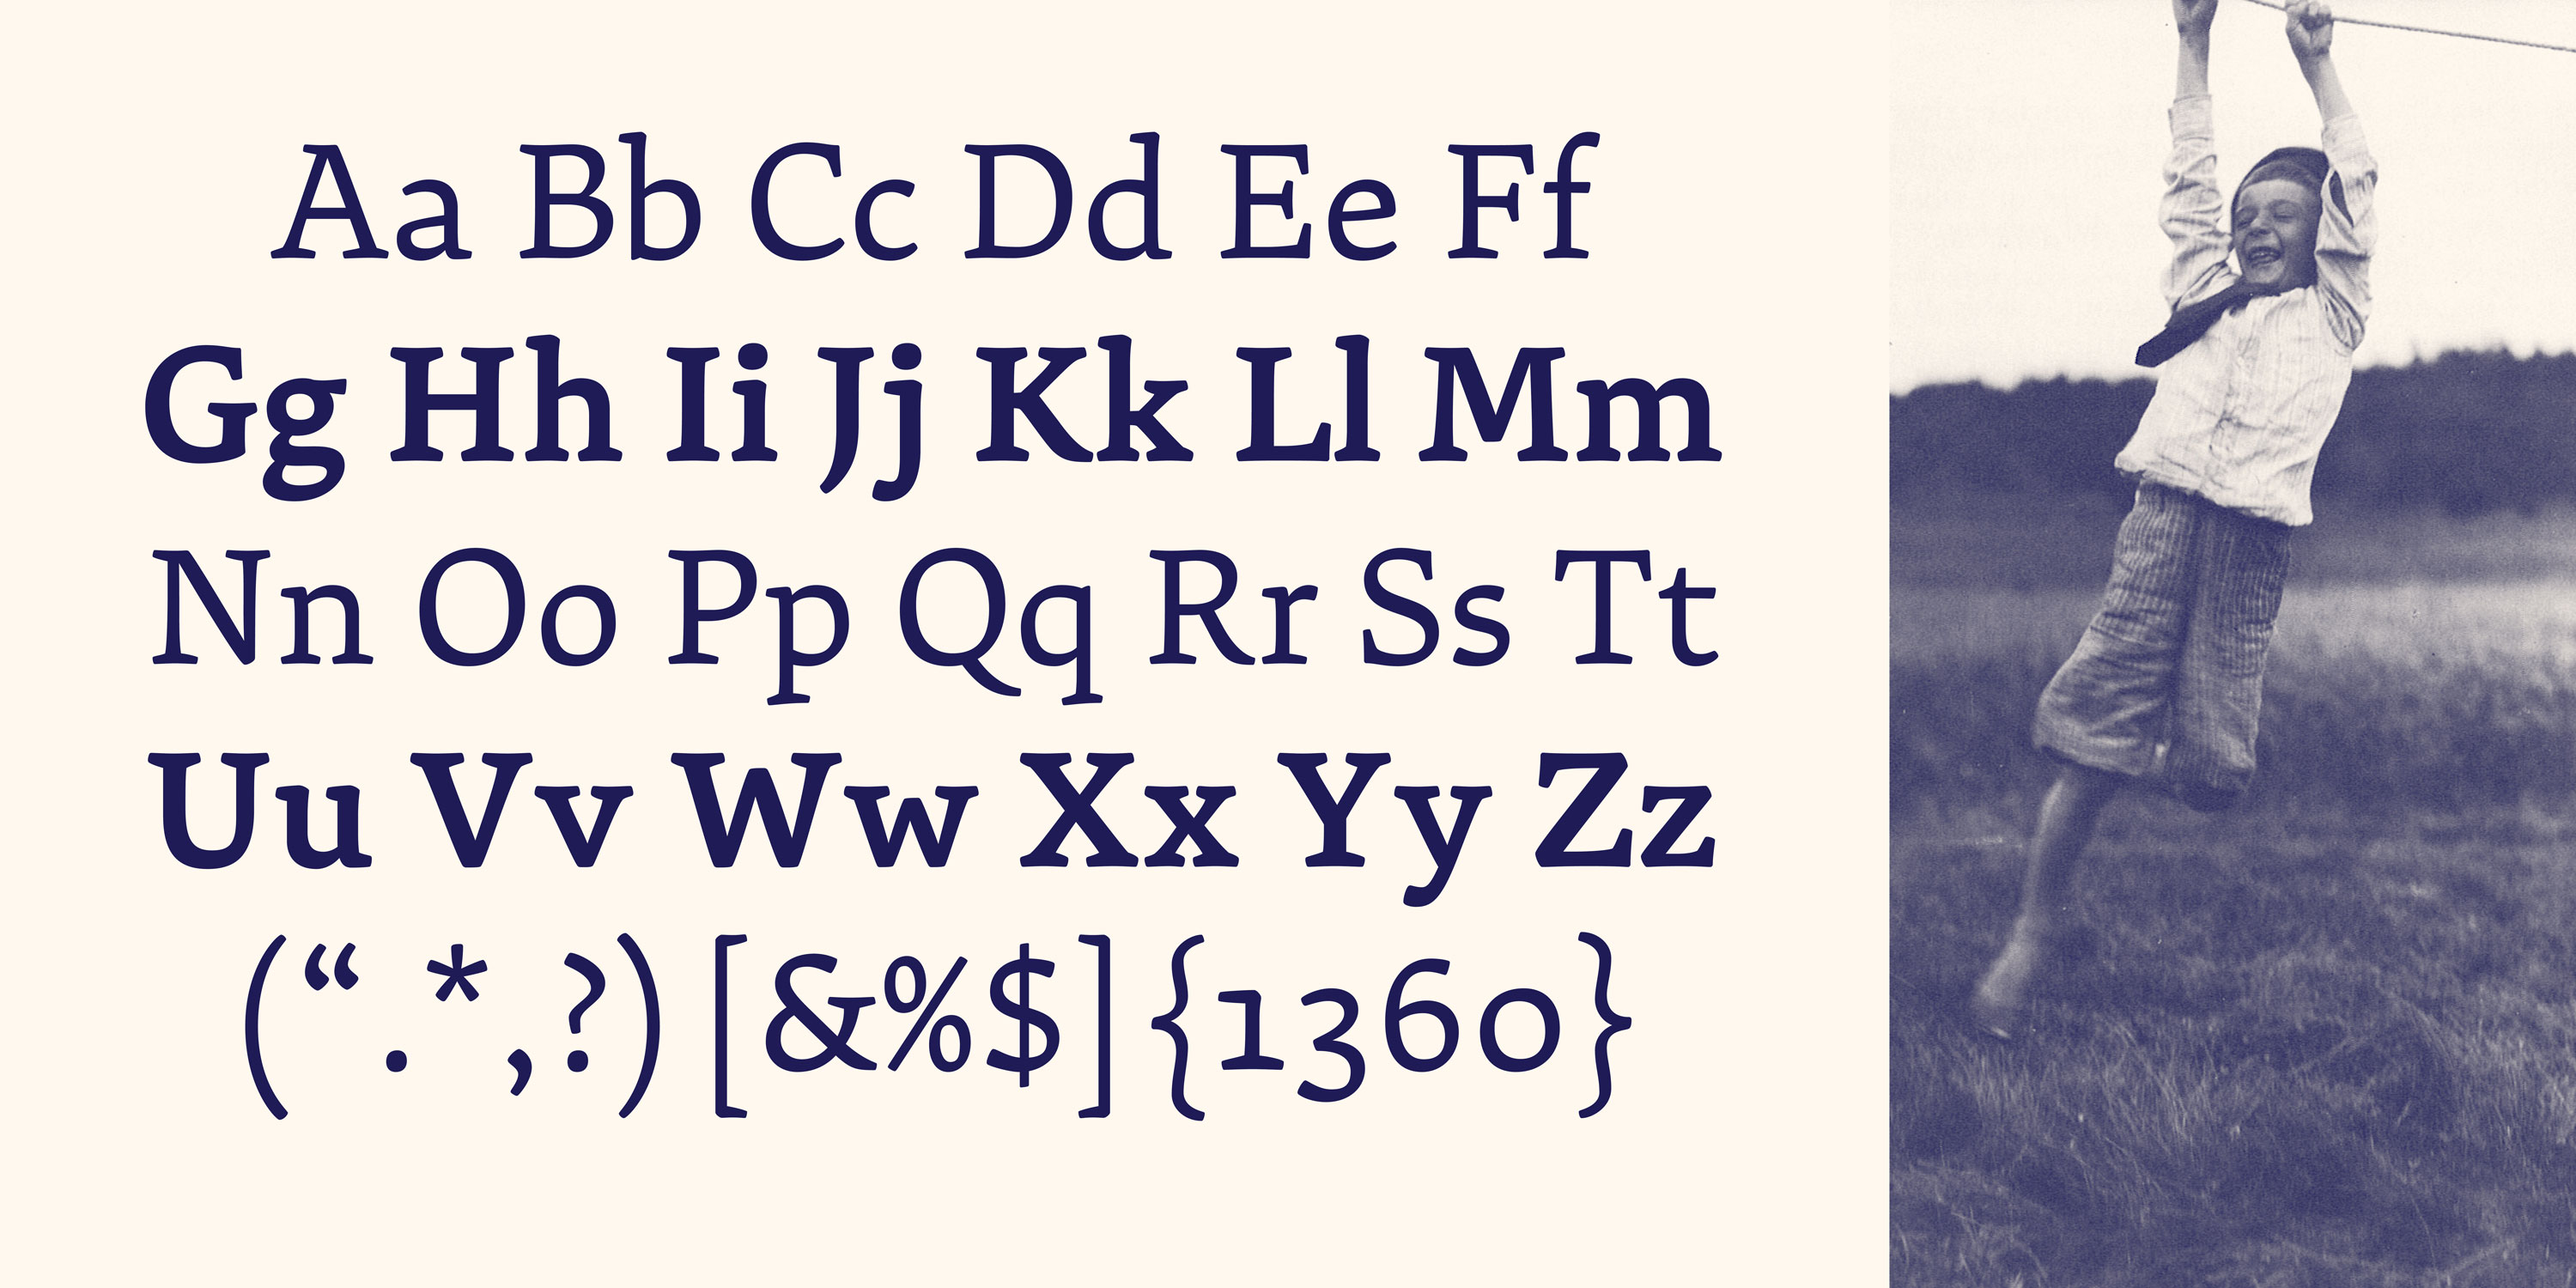 Aa Bb Cc Dd Ee Ff
Gg Hh Ii Jj Kk Ll Mm
Nn Oo Pp Qq Rr Ss Tt
Uu Vv Ww Xx Yy Zz
(“.*,?) [&%$] {1360}